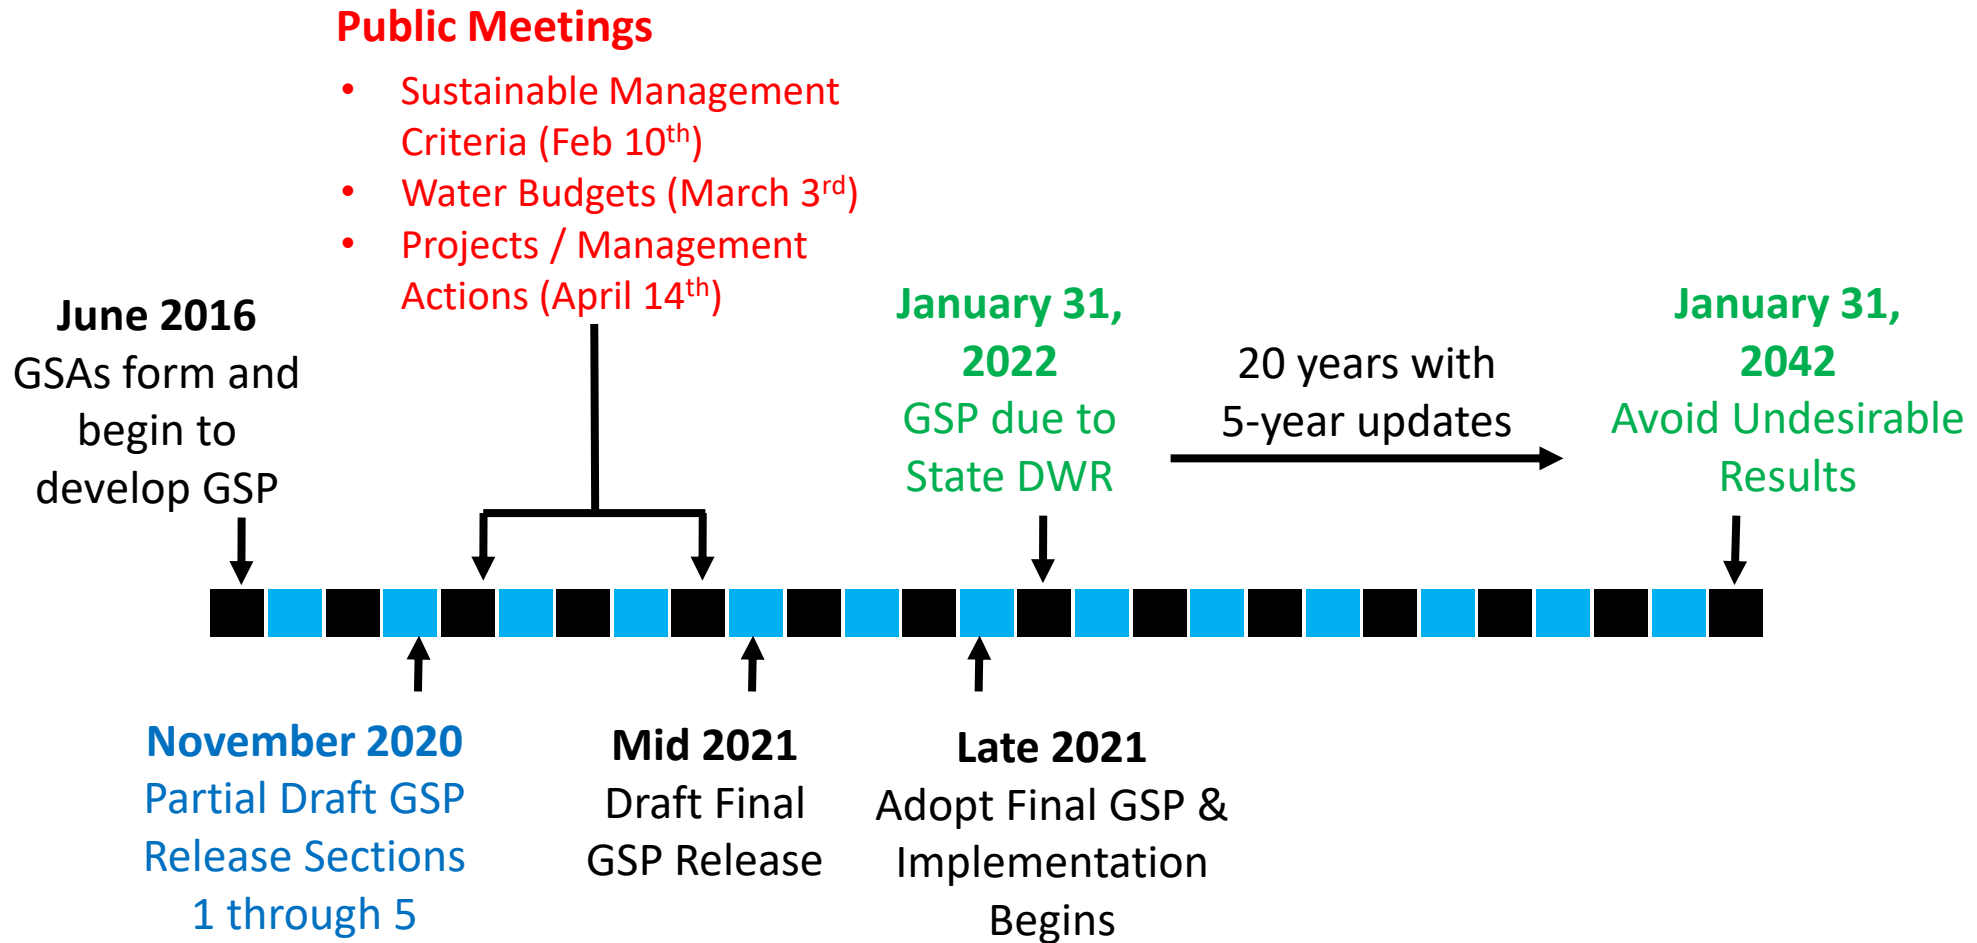 Public Meetings
• Sustainable Management
Criteria (Feb 10th)
• Water Budgets (March 3rd)
• Projects / Management
Actions (April 14th)
June 2016
GSAs form and
begin to
develop GSP
January 31,
2022
GSP due to
State DWR
20 years with
5-year updates
January 31,
2042
Avoid Undesirable
Results
November 2020
Partial Draft GSP
Release Sections
1 through 5
Mid 2021
Draft Final
GSP Release
Late 2021
Adopt Final GSP &
Implementation
Begins